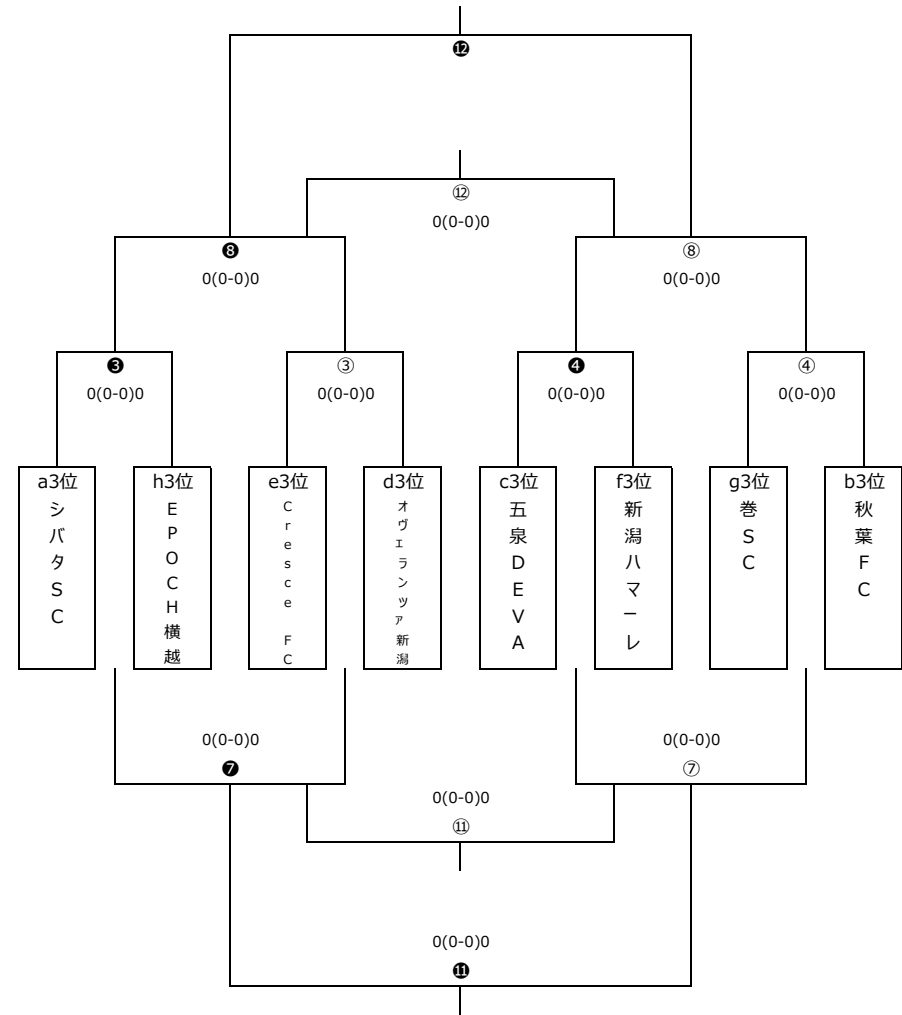 ⓬
⑫
0(0-0)0
❽
⑧
0(0-0)0
0(0-0)0
❸
③
❹
④
0(0-0)0
0(0-0)0
0(0-0)0
0(0-0)0
a3位
シバタSC
h3位
EPOCH横越
e3位
Cresce FC
d3位
オヴェランツァ新潟
c3位
五泉DEVA
f3位
新潟ハマーレ
g3位
巻SC
b3位
秋葉FC
0(0-0)0
0(0-0)0
❼
⑦
0(0-0)0
⑪
0(0-0)0
⓫